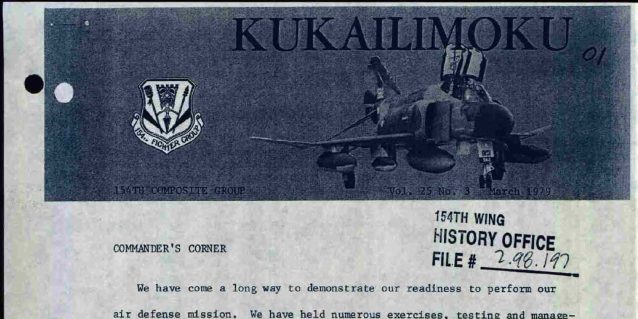 KUKAILIMOKU
01
154TH FIGHTER GROUP
154TH COMPOSITE GROUP Vol. 25 No. 3 March 1979
154TH WING
HISTORY OFFICE
FILE # 2.98.197
COMMANDER'S CORNER
We have come a long way to demonstrate our readiness to perform our
air defense mission. We have held numerous exercises, testing and manage-